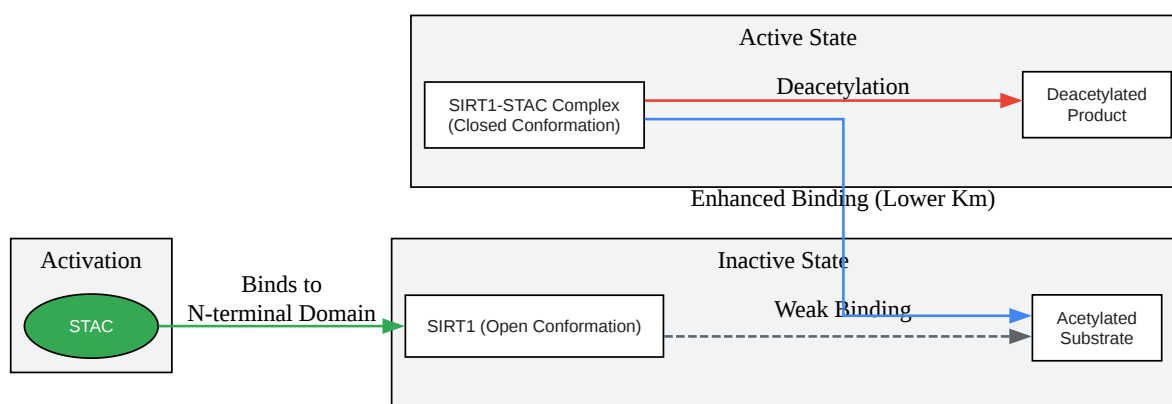 Active State
SIRT1-STAC Complex
(Closed Conformation)
Deacetylation
Deacetylated
Product
Enhanced Binding (Lower Km)
Activation
STAC
Binds to
N-terminal Domain
Inactive State
SIRT1 (Open Conformation)
Weak Binding
Acetylated
Substrate